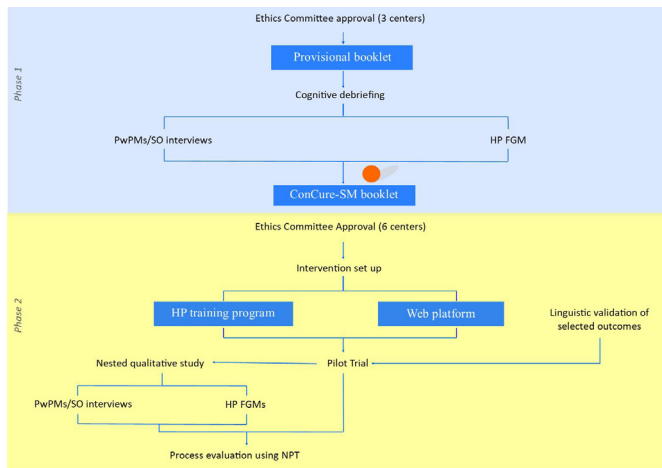 Phase 1
Ethics Committee approval (3 centers)
Provisional booklet
Cognitive debriefing
PwPMs/SO interviews
HP FGM
ConCure-SM booklet
Phase 2
Ethics Committee Approval (6 centers)
Intervention set up
HP training program
Web platform
Linguistic validation of
selected outcomes
Nested qualitative study
Pilot Trial
PwPMs/SO interviews
HP FGMs
Process evaluation using NPT